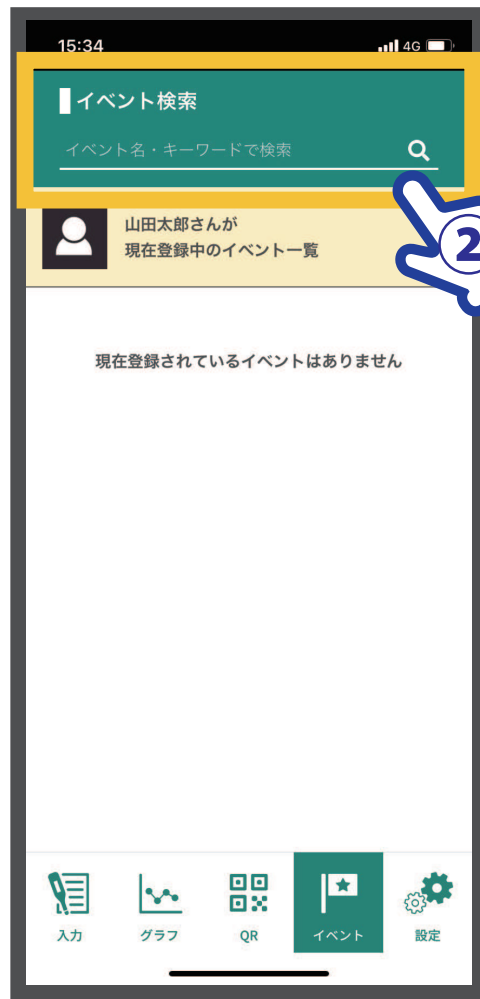 15:34
4G
イベント検索
イベント名・キーワードで検索
②
山田太郎さんが
現在登録中のイベント一覧
現在登録されているイベントはありません
入力
グラフ
QR
イベント
設定